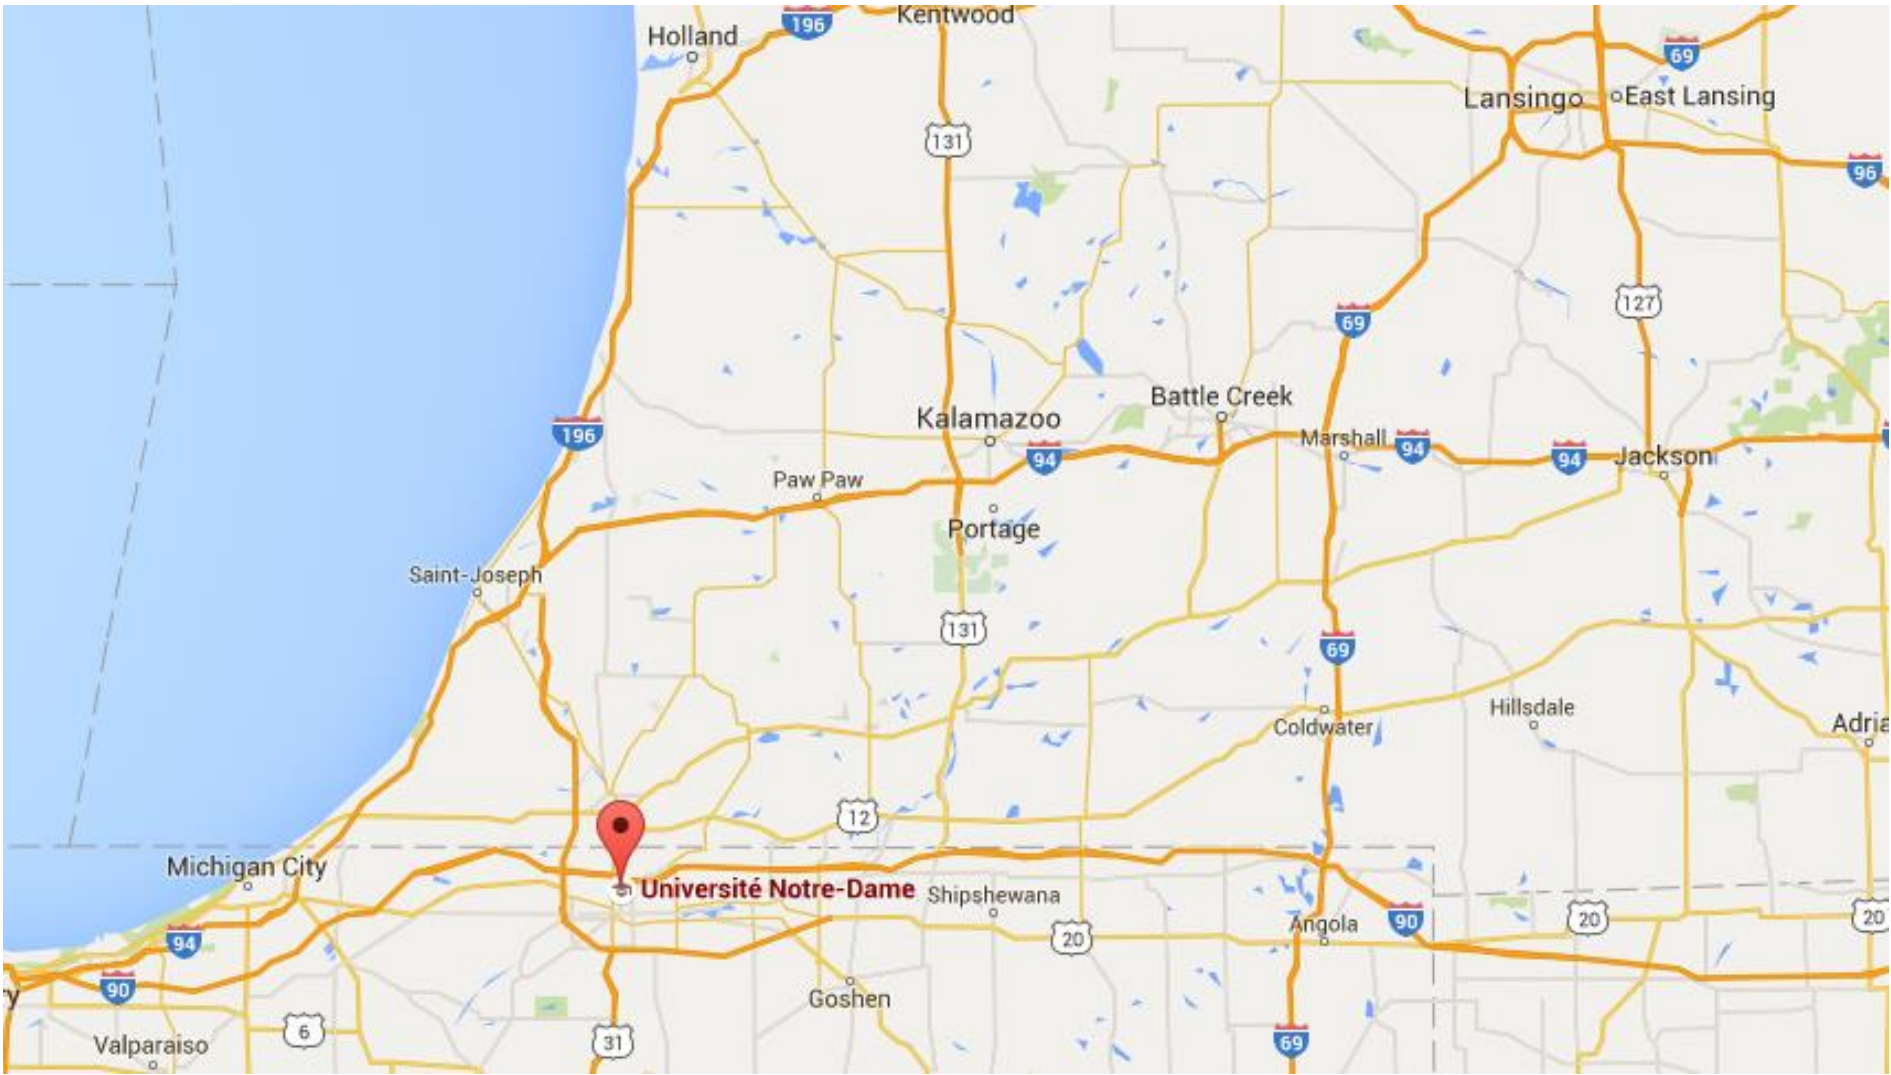 Kentwood
Holland
196
69
Lansing
East Lansing
131
96
127
69
Battle Creek
Kalamazoo
196
Marshall
94
94
94
Jackson
Paw Paw
Portage
Saint-Joseph
131
69
Hillsdale
Coldwater
Adria
12
Michigan City
Université Notre-Dame
Shipshewana
90
20
20
Angola
94
20
90
Goshen
y
6
31
69
Valparaiso